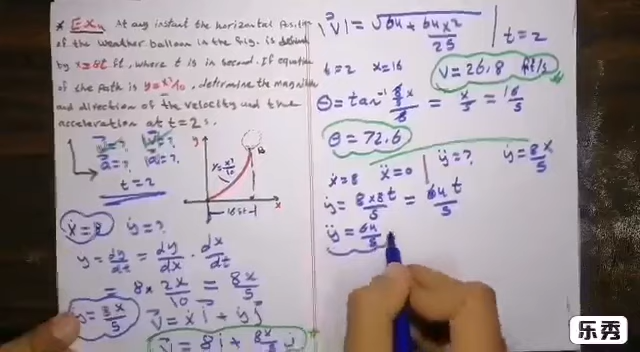 * Ex4 At any instant the horizontal Position
of the weather balloon in the fig. is defined
by x=8t ft, where t is in second. If equation
of the path is y=x²/10, determine the magnitude
and direction of the velocity and the
acceleration at t=2s.
t=2
y
B
y=x²/10
x
16ft
ẋ=8 ẏ=?
ẏ = dy/dt = dy/dx · dx/dt
= 8 * 2x/10 = 8x/5
ẏ = 8x/5
V = ẋ i + ẏ j
V = 8 i + 8x/5 j
|V| = √64 + 64x²/25 t=2
t=2 x=16
V=26.8 ft/s
θ = tan⁻¹ = x/5 = 16/5
θ = 72.6
ẋ=8 ẍ=0 ÿ=? ẏ=8x/5
ẏ = 8×8t/5 = 64t/5
ÿ = 64/5
乐秀